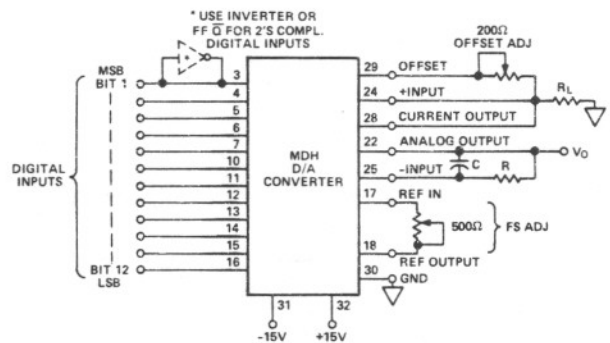 * USE INVERTER OR
FF Q̅ FOR 2'S COMPL.
DIGITAL INPUTS
200Ω
OFFSET ADJ
MSB
BIT 1
3
4
5
6
7
10
11
12
13
14
15
16
BIT 12
LSB
DIGITAL
INPUTS
MDH
D/A
CONVERTER
29 OFFSET
24 +INPUT
28 CURRENT OUTPUT
22 ANALOG OUTPUT
25 -INPUT
17 REF IN
18 REF OUTPUT
30 GND
RL
VO
C
R
500Ω
FS ADJ
31
32
-15V
+15V